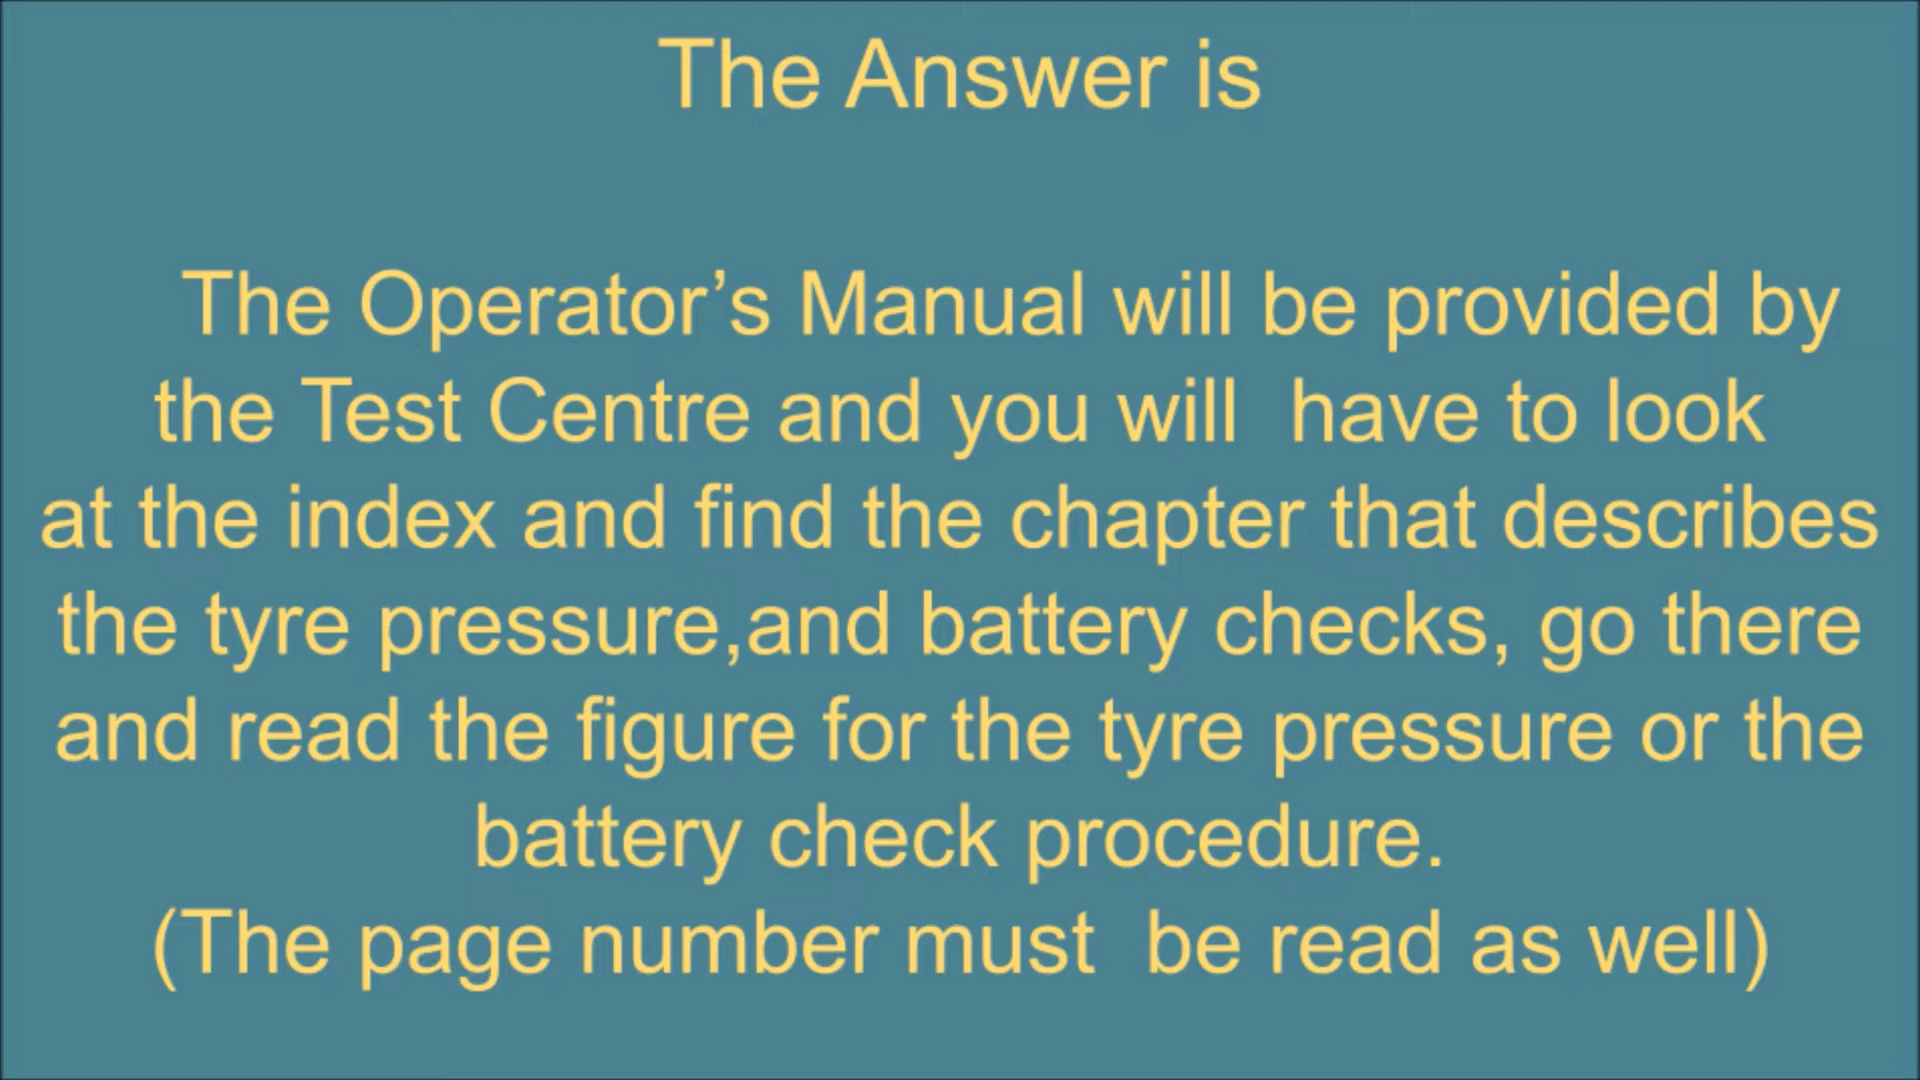 The Answer is
The Operator’s Manual will be provided by
the Test Centre and you will  have to look
at the index and find the chapter that describes
the tyre pressure,and battery checks, go there
and read the figure for the tyre pressure or the
battery check procedure.
(The page number must  be read as well)